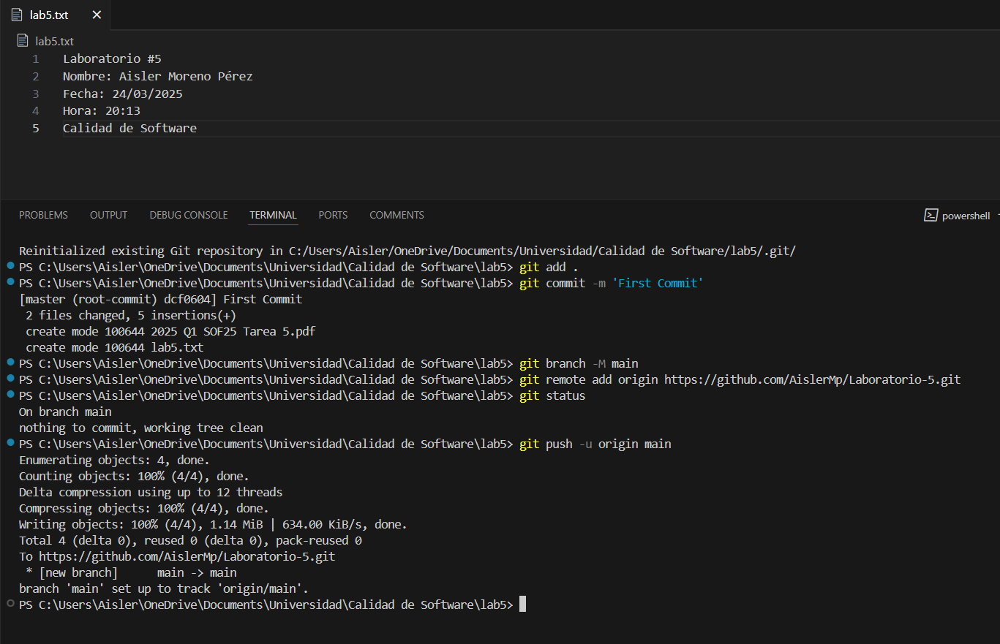 lab5.txt
lab5.txt
1 Laboratorio #5
2 Nombre: Aisler Moreno Pérez
3 Fecha: 24/03/2025
4 Hora: 20:13
5 Calidad de Software
PROBLEMS OUTPUT DEBUG CONSOLE TERMINAL PORTS COMMENTS powershell
Reinitialized existing Git repository in C:/Users/Aisler/OneDrive/Documents/Universidad/Calidad de Software/lab5/.git/
PS C:\Users\Aisler\OneDrive\Documents\Universidad\Calidad de Software\lab5> git add .
PS C:\Users\Aisler\OneDrive\Documents\Universidad\Calidad de Software\lab5> git commit -m 'First Commit'
[master (root-commit) dcf0604] First Commit
 2 files changed, 5 insertions(+)
 create mode 100644 2025 Q1 SOF25 Tarea 5.pdf
 create mode 100644 lab5.txt
PS C:\Users\Aisler\OneDrive\Documents\Universidad\Calidad de Software\lab5> git branch -M main
PS C:\Users\Aisler\OneDrive\Documents\Universidad\Calidad de Software\lab5> git remote add origin https://github.com/AislerMp/Laboratorio-5.git
PS C:\Users\Aisler\OneDrive\Documents\Universidad\Calidad de Software\lab5> git status
On branch main
nothing to commit, working tree clean
PS C:\Users\Aisler\OneDrive\Documents\Universidad\Calidad de Software\lab5> git push -u origin main
Enumerating objects: 4, done.
Counting objects: 100% (4/4), done.
Delta compression using up to 12 threads
Compressing objects: 100% (4/4), done.
Writing objects: 100% (4/4), 1.14 MiB | 634.00 KiB/s, done.
Total 4 (delta 0), reused 0 (delta 0), pack-reused 0
To https://github.com/AislerMp/Laboratorio-5.git
 * [new branch]      main -> main
branch 'main' set up to track 'origin/main'.
PS C:\Users\Aisler\OneDrive\Documents\Universidad\Calidad de Software\lab5>